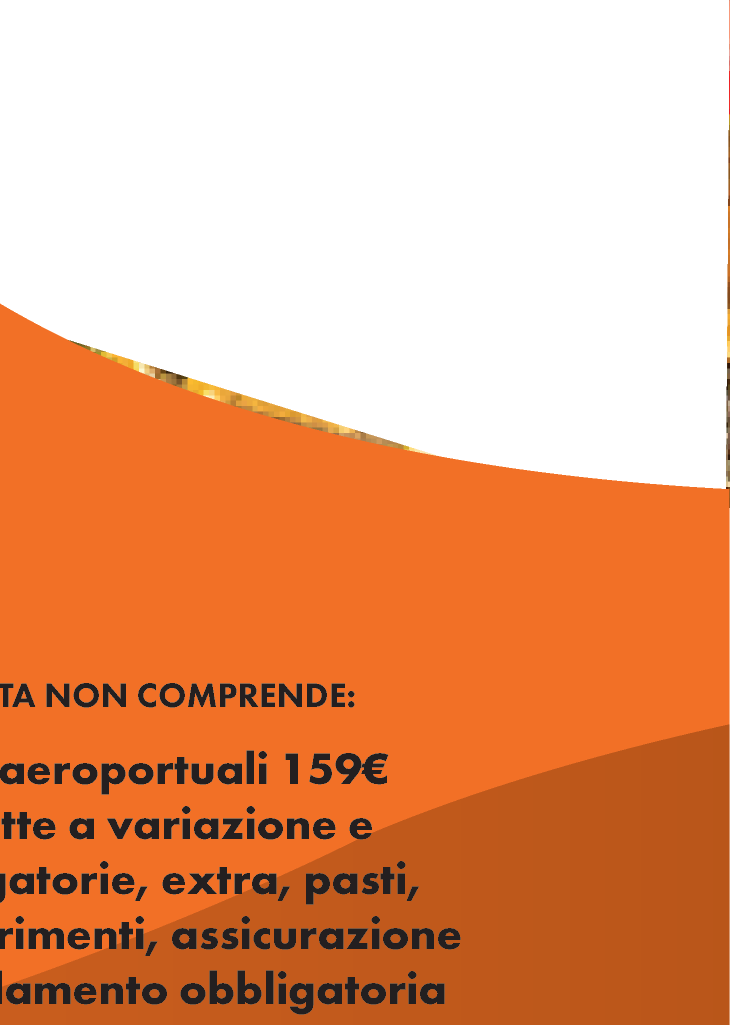 TA NON COMPRENDE:
aeroportuali 159€
tte a variazione e
gatorie, extra, pasti,
rimenti, assicurazione
lamento obbligatoria